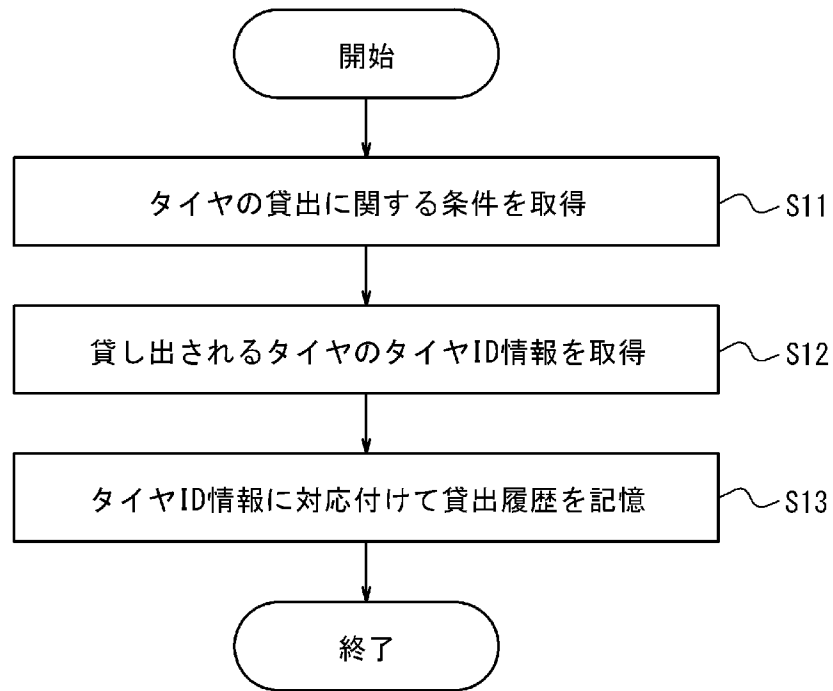 開始
タイヤの貸出に関する条件を取得
S11
貸し出されるタイヤのタイヤID情報を取得
S12
タイヤID情報に対応付けて貸出履歴を記憶
S13
終了